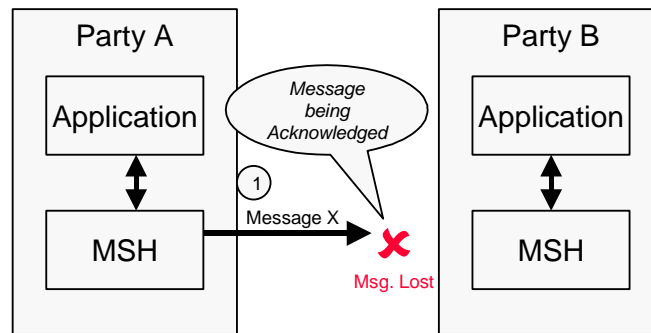 Party A
Application
MSH
Message
being
Acknowledged
1
Message X
Msg. Lost
Party B
Application
MSH